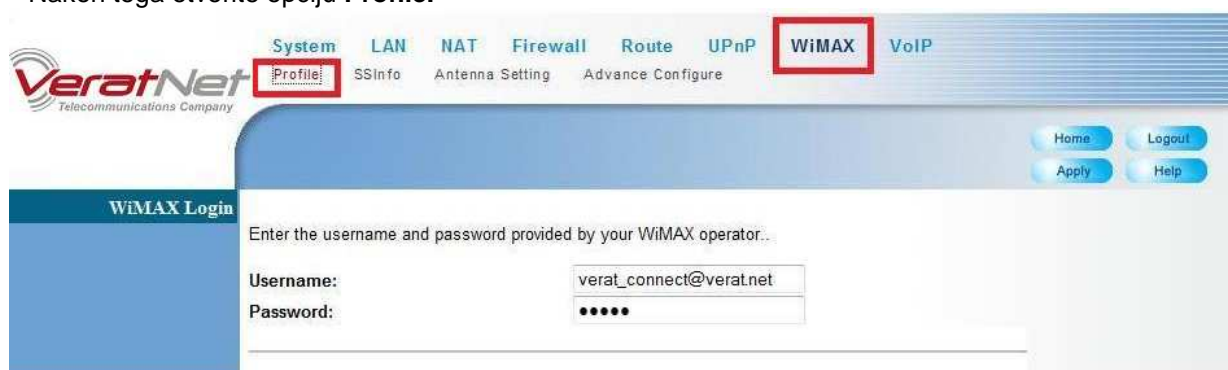 Nakon toga otvorite opciju Profile.
System LAN NAT Firewall Route UPnP WiMAX VoIP
Profile SSInfo Antenna Setting Advance Configure
VeratNet
Telecommunications Company
Home Logout
Apply Help
WiMAX Login
Enter the username and password provided by your WiMAX operator..
Username: verat_connect@verat.net
Password: •••••